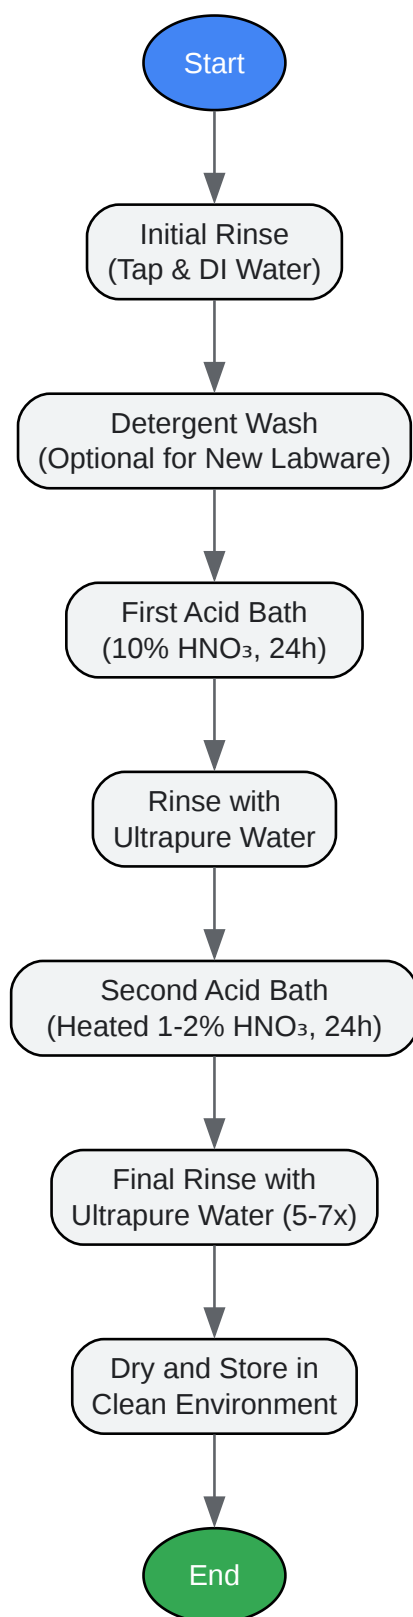 Start
Initial Rinse
(Tap & DI Water)
Detergent Wash
(Optional for New Labware)
First Acid Bath
(10% HNO₃, 24h)
Rinse with
Ultrapure Water
Second Acid Bath
(Heated 1-2% HNO₃, 24h)
Final Rinse with
Ultrapure Water (5-7x)
Dry and Store in
Clean Environment
End